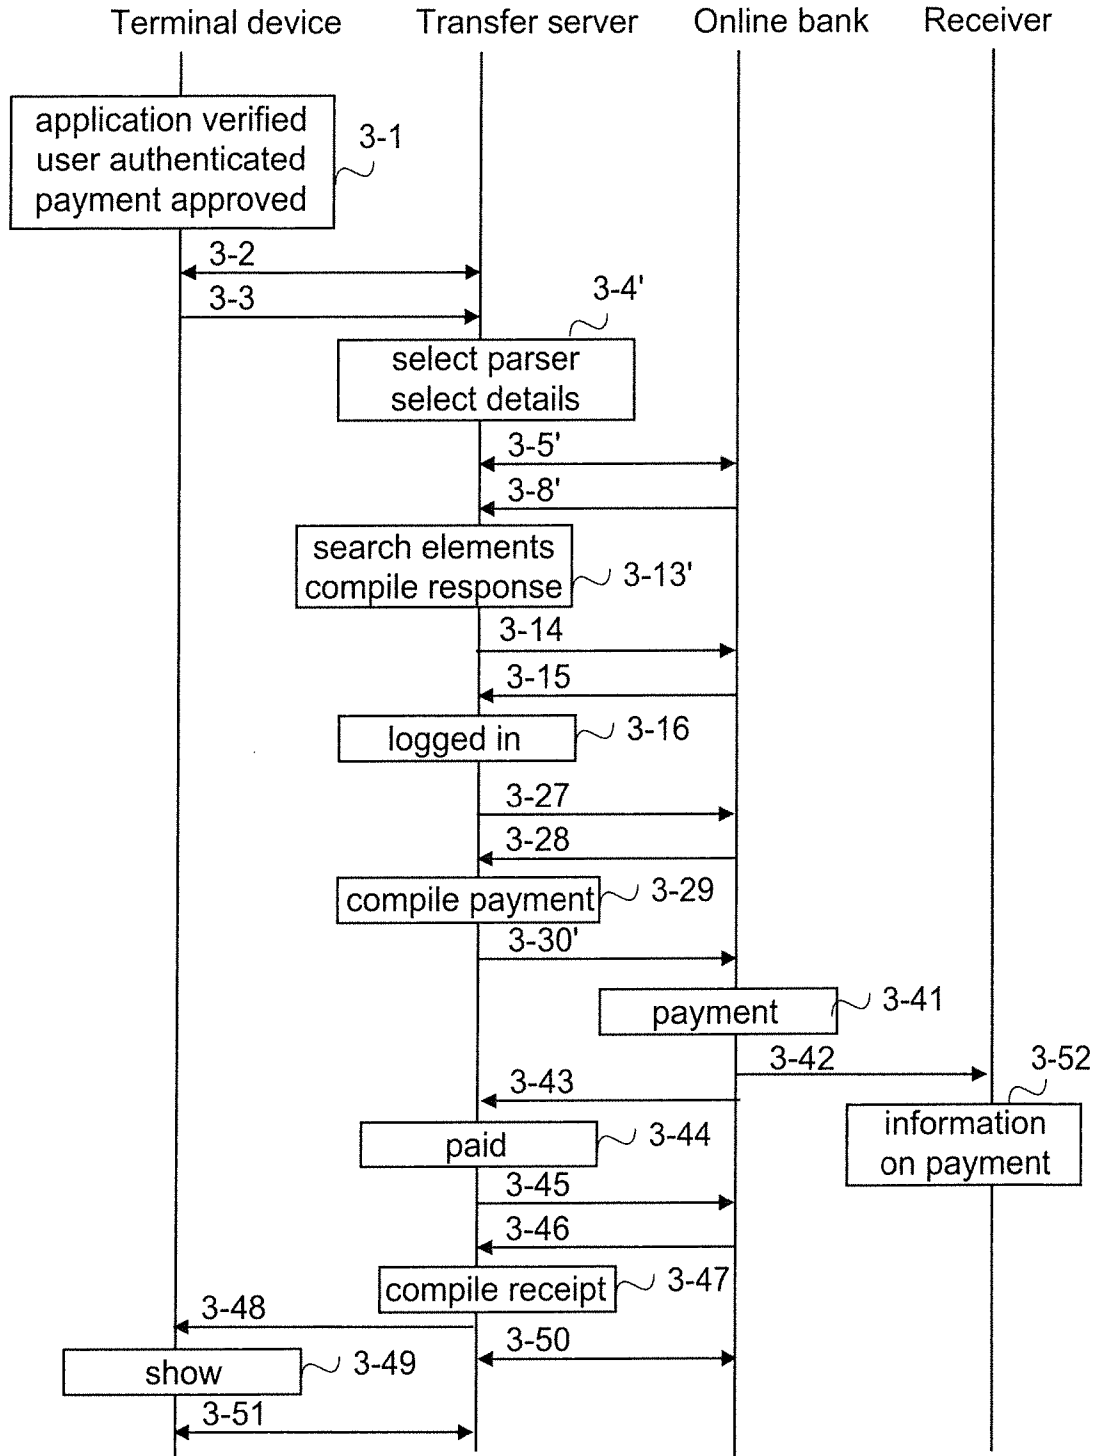 Terminal device Transfer server Online bank Receiver
application verified
user authenticated
payment approved
3-1
3-2
3-3
3-4'
select parser
select details
3-5'
3-8'
search elements
compile response
3-13'
3-14
3-15
logged in
3-16
3-27
3-28
compile payment
3-29
3-30'
payment
3-41
3-42
3-52
3-43
information
on payment
paid
3-44
3-45
3-46
compile receipt
3-47
3-48
3-50
show
3-49
3-51